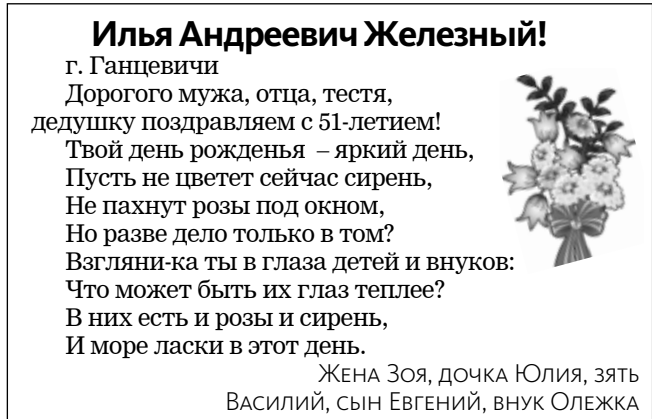 Илья Андреевич Железный!
г. Ганцевичи
Дорогого мужа, отца, тестя,
дедушку поздравляем с 51-летием!
Твой день рожденья – яркий день,
Пусть не цветет сейчас сирень,
Не пахнут розы под окном,
Но разве дело только в том?
Взгляни-ка ты в глаза детей и внуков:
Что может быть их глаз теплее?
В них есть и розы и сирень,
И море ласки в этот день.
Жена Зоя, дочка Юлия, зять
Василий, сын Евгений, внук Олежка